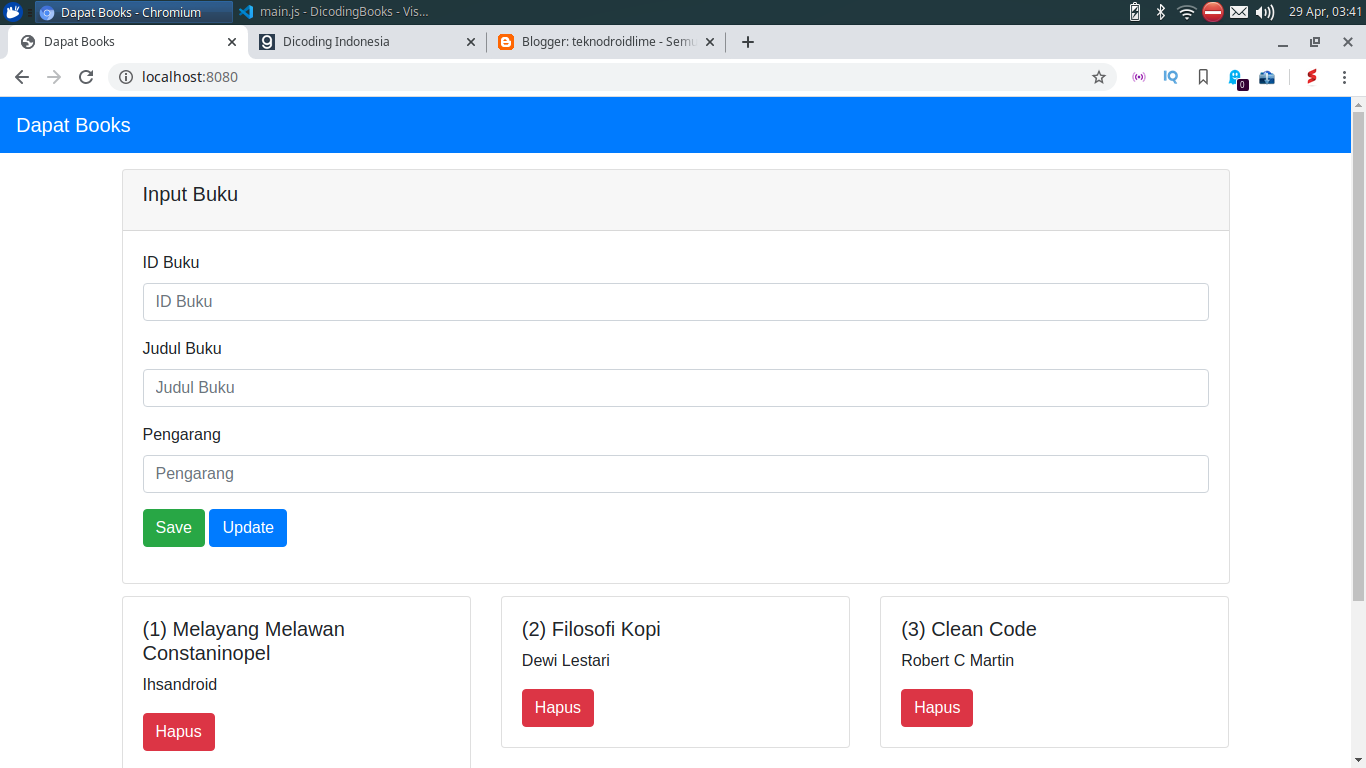 Dapat Books - Chromium
main.js - DicodingBooks - Vis...
29 Apr, 03:41
Dapat Books
Dicoding Indonesia
Blogger: teknodroidlime - Semu
localhost:8080
IQ
0
Dapat Books
Input Buku
ID Buku
ID Buku
Judul Buku
Judul Buku
Pengarang
Pengarang
Save
Update
(1) Melayang Melawan
Constaninopel
Ihsandroid
Hapus
(2) Filosofi Kopi
Dewi Lestari
Hapus
(3) Clean Code
Robert C Martin
Hapus